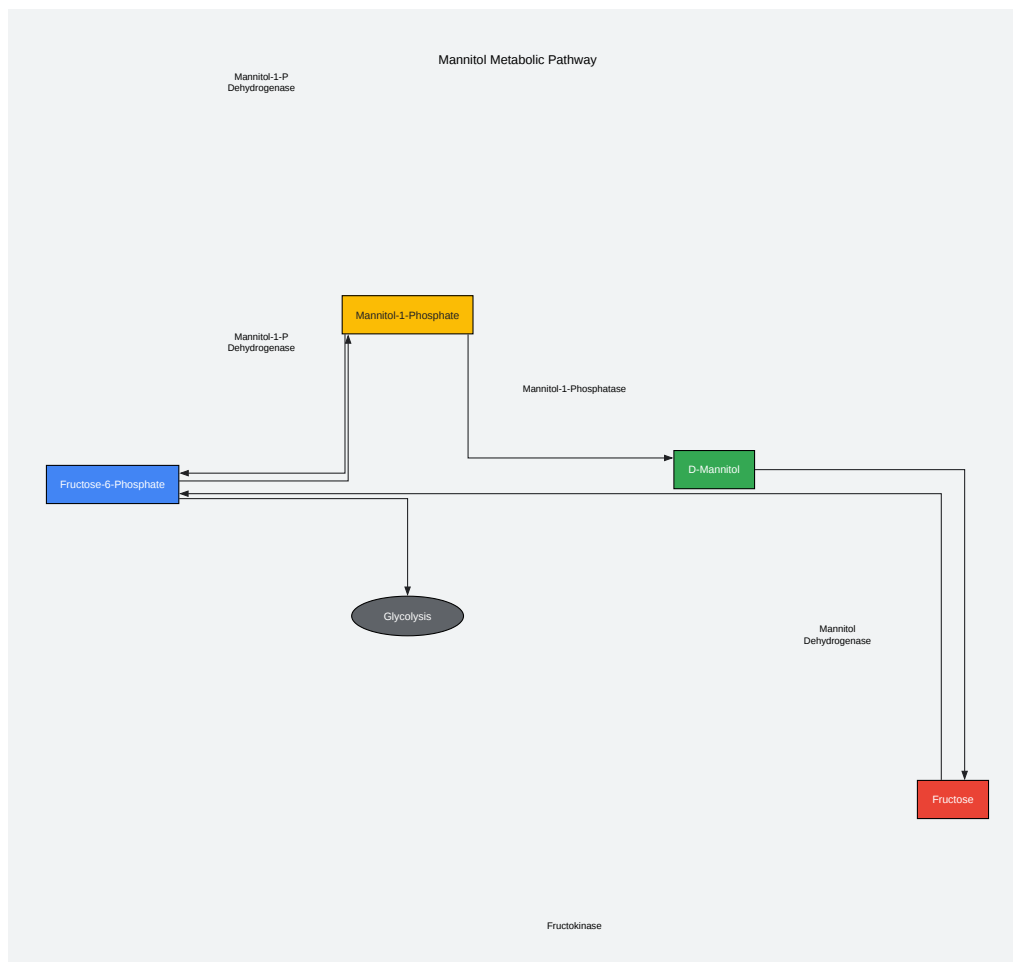 Mannitol Metabolic Pathway
Mannitol-1-P
Dehydrogenase
Mannitol-1-Phosphate
Mannitol-1-P
Dehydrogenase
Mannitol-1-Phosphatase
D-Mannitol
Fructose-6-Phosphate
Glycolysis
Mannitol
Dehydrogenase
Fructose
Fructokinase